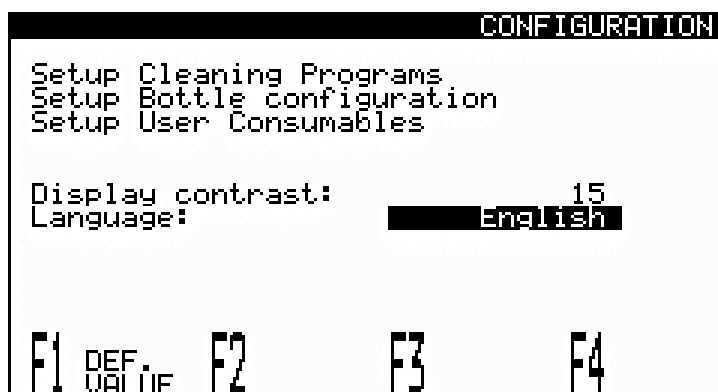 CONFIGURATION
Setup Cleaning Programs
Setup Bottle configuration
Setup User Consumables
Display contrast: 15
Language: English
F1 DEF. VALUE F2 F3 F4